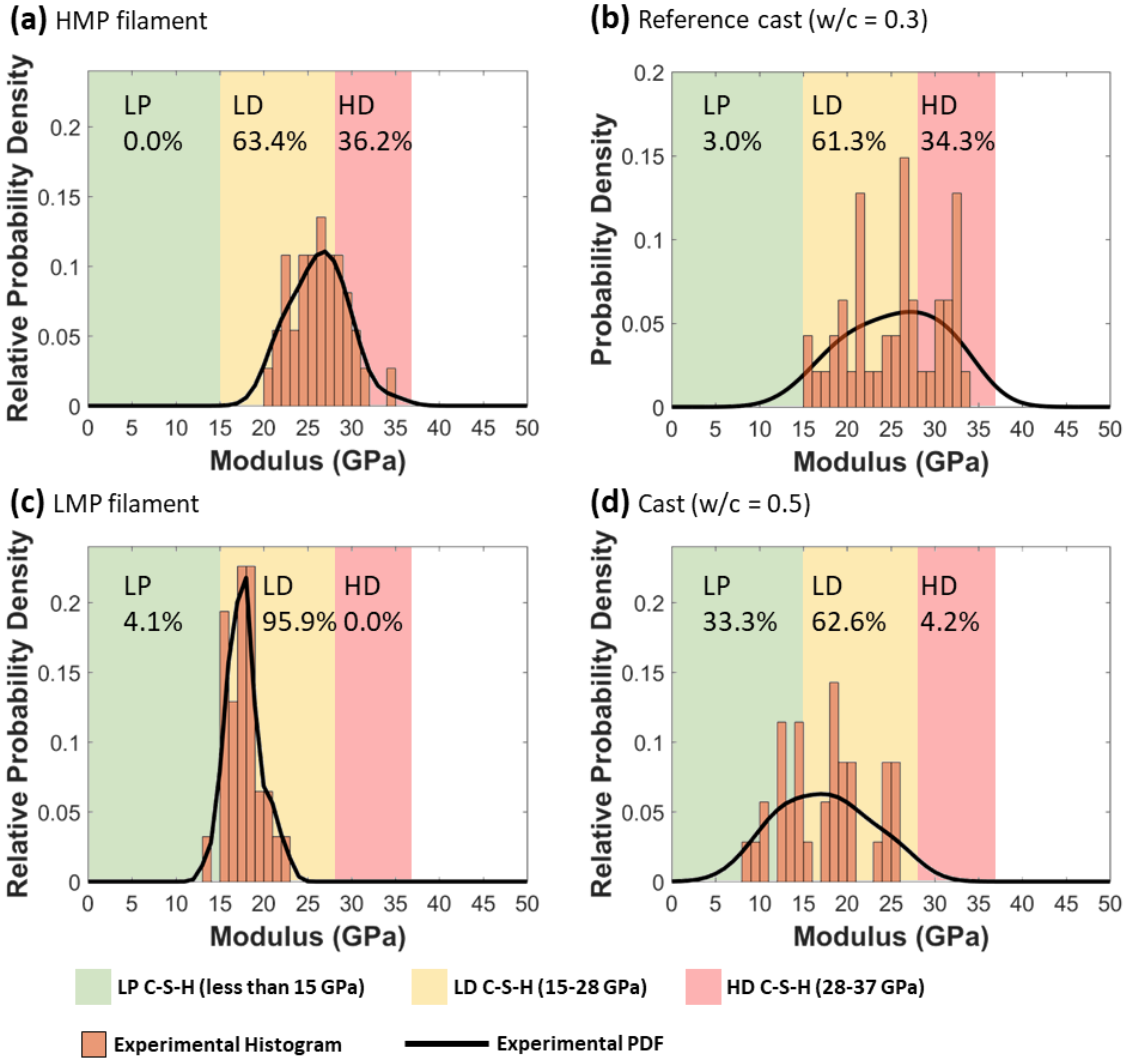 (a) HMP filament
LP LD HD
0.0% 63.4% 36.2%
Relative Probability Density
0.2
0.15
0.1
0.05
0
0 5 10 15 20 25 30 35 40 45 50
Modulus (GPa)
(b) Reference cast (w/c = 0.3)
LP LD HD
3.0% 61.3% 34.3%
Probability Density
0.2
0.15
0.1
0.05
0
0 5 10 15 20 25 30 35 40 45 50
Modulus (GPa)
(c) LMP filament
LP LD HD
4.1% 95.9% 0.0%
Relative Probability Density
0.2
0.15
0.1
0.05
0
0 5 10 15 20 25 30 35 40 45 50
Modulus (GPa)
(d) Cast (w/c = 0.5)
LP LD HD
33.3% 62.6% 4.2%
Relative Probability Density
0.2
0.15
0.1
0.05
0
0 5 10 15 20 25 30 35 40 45 50
Modulus (GPa)
LP C-S-H (less than 15 GPa) LD C-S-H (15-28 GPa) HD C-S-H (28-37 GPa)
Experimental Histogram Experimental PDF